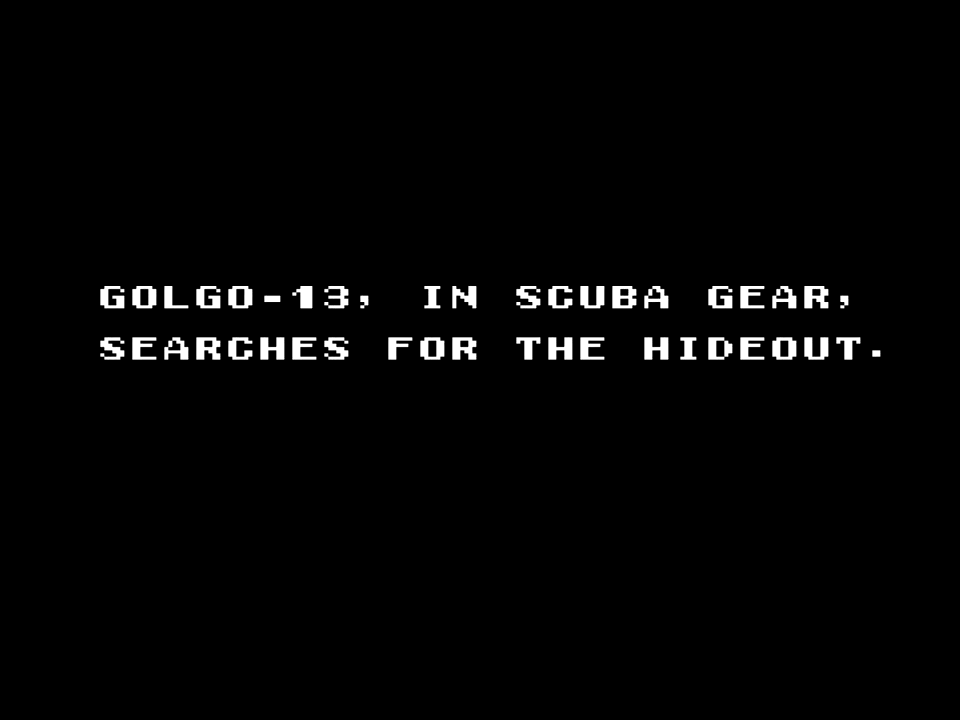 GOLGO-13, IN SCUBA GEAR,
SEARCHES FOR THE HIDEOUT.